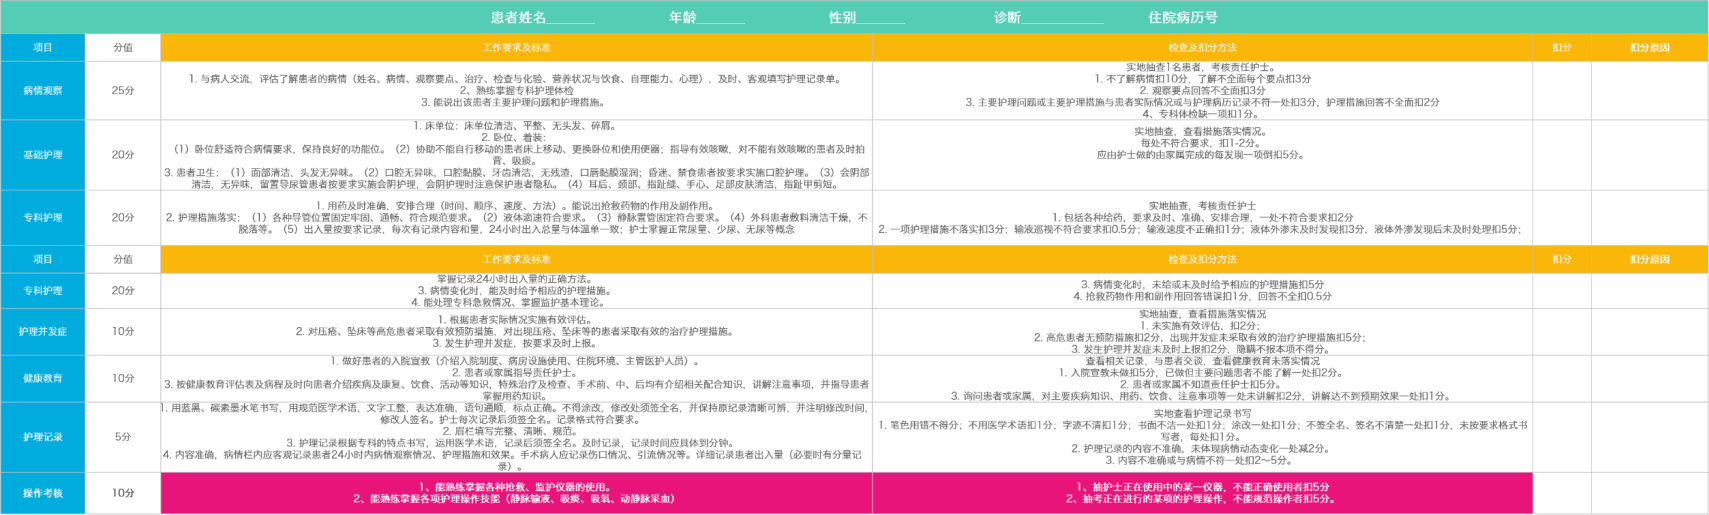 患者姓名______ 年龄______ 性别______ 诊断__________ 住院病历号
项目 分值 工作要求及标准 检查及扣分方法 扣分 扣分原因
病情观察 25分
1. 与病人交流，评估了解患者的病情（姓名、病情、观察要点、治疗、检查与化验、营养状况与饮食、自理能力、心理），及时、客观填写护理记录单。
2、熟练掌握专科护理体检
3. 能说出该患者主要护理问题和护理措施。
实地抽查1名患者，考核责任护士。
1. 不了解病情扣10分，了解不全面每个要点扣3分
2. 观察要点回答不全面扣3分
3. 主要护理问题或主要护理措施与患者实际情况或与护理病历记录不符一处扣3分，护理措施回答不全面扣2分
4、专科体检缺一项扣1分。
基础护理 20分
1. 床单位：床单位清洁、平整、无头发、碎屑。
2. 卧位、着装：
（1）卧位舒适符合病情要求，保持良好的功能位。（2）协助不能自行移动的患者床上移动、更换卧位和使用便器；指导有效咳嗽，对不能有效咳嗽的患者及时拍
背、吸痰。
3. 患者卫生：（1）面部清洁，头发无异味。（2）口腔无异味，口腔黏膜、牙齿清洁，无残渣，口唇黏膜湿润；昏迷、禁食患者按要求实施口腔护理。（3）会阴部
清洁，无异味，留置导尿管患者按要求实施会阴护理，会阴护理时注意保护患者隐私。（4）耳后、颈部、指趾缝、手心、足部皮肤清洁，指趾甲剪短。
实地抽查，查看措施落实情况。
每处不符合要求，扣1-2分。
应由护士做的由家属完成的每发现一项倒扣5分。
专科护理 20分
1. 用药及时准确，安排合理（时间、顺序、速度、方法）。能说出抢救药物的作用及副作用。
2. 护理措施落实：（1）各种导管位置固定牢固、通畅、符合规范要求。（2）液体滴速符合要求。（3）静脉置管固定符合要求。（4）外科患者敷料清洁干燥，不
脱落等。（5）出入量按要求记录，每次有记录内容和量，24小时出入总量与体温单一致；护士掌握正常尿量、少尿、无尿等概念
实地抽查，考核责任护士
1. 包括各种给药，要求及时、准确、安排合理，一处不符合要求扣2分
2. 一项护理措施不落实扣3分；输液巡视不符合要求扣0.5分；输液速度不正确扣1分；液体外渗未及时发现扣3分，液体外渗发现后未及时处理扣5分；
项目 分值 工作要求及标准 检查及扣分方法 扣分 扣分原因
专科护理 20分
掌握记录24小时出入量的正确方法。
3. 病情变化时，能及时给予相应的护理措施。
4. 能处理专科急救情况、掌握监护基本理论。
3. 病情变化时，未给或未及时给予相应的护理措施扣5分
4. 抢救药物作用和副作用回答错误扣1分，回答不全扣0.5分
护理并发症 10分
1. 根据患者实际情况实施有效评估。
2. 对压疮、坠床等高危患者采取有效预防措施，对出现压疮、坠床等的患者采取有效的治疗护理措施。
3. 发生护理并发症，按要求及时上报。
实地抽查，查看措施落实情况
1. 未实施有效评估，扣2分；
2. 高危患者无预防措施扣2分，出现并发症未采取有效的治疗护理措施扣5分；
3. 发生护理并发症未及时上报扣2分，隐瞒不报本项不得分。
健康教育 10分
1. 做好患者的入院宣教（介绍入院制度、病房设施使用、住院环境、主管医护人员）。
2. 患者或家属指导责任护士。
3. 按健康教育评估表及病程及时向患者介绍疾病及康复、饮食、活动等知识，特殊治疗及检查、手术前、中、后均有介绍相关配合知识，讲解注意事项，并指导患者
掌握用药知识。
查看相关记录，与患者交谈，查看健康教育未落实情况
1. 入院宣教未做扣5分，已做但主要问题患者不能了解一处扣2分。
2. 患者或家属不知道责任护士扣5分。
3. 询问患者或家属，对主要疾病知识、用药、饮食、注意事项等一处未讲解扣2分，讲解达不到预期效果一处扣1分。
护理记录 5分
1. 用蓝黑、碳素墨水笔书写，用规范医学术语，文字工整，表达准确，语句通顺，标点正确。不得涂改，修改处须签全名，并保持原纪录清晰可辨，并注明修改时间，
修改人签名。护士每次记录后须签全名。记录格式符合要求。
2. 眉栏填写完整、清晰、规范。
3. 护理记录根据专科的特点书写，运用医学术语，记录后须签全名。及时记录，记录时间应具体到分钟。
4. 内容准确，病情栏内应客观记录患者24小时内病情观察情况、护理措施和效果。手术病人应记录伤口情况、引流情况等。详细记录患者出入量（必要时有分量记
录）。
实地查看护理记录书写
1. 笔色用错不得分；不用医学术语扣1分；字迹不清扣1分；书面不洁一处扣1分；涂改一处扣1分；不签全名、签名不清楚一处扣1分，未按要求格式书
写者，每处扣1分。
2. 护理记录的内容不准确，未体现病情动态变化一处减2分。
3. 内容不准确或与病情不符一处扣2～5分。
操作考核 10分
1、能熟练掌握各种抢救、监护仪器的使用。
2、能熟练掌握各项护理操作技能（静脉输液、吸痰、吸氧、动静脉采血）
1、抽护士正在使用中的某一仪器，不能正确使用者扣5分
2、抽考正在进行的某项的护理操作，不能规范操作者扣5分。